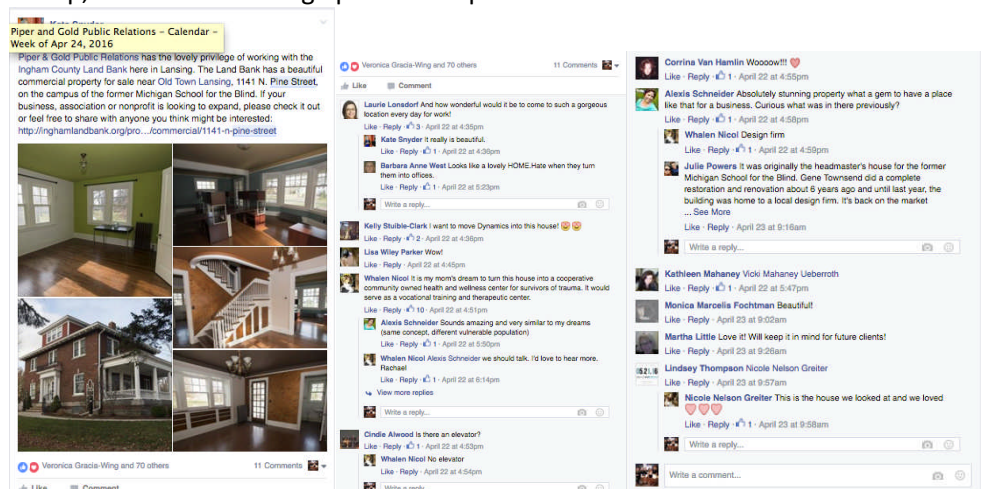 Kate Snyder
Piper and Gold Public Relations – Calendar –
Week of Apr 24, 2016
Piper & Gold Public Relations has the lovely privilege of working with the
Ingham County Land Bank here in Lansing. The Land Bank has a beautiful
commercial property for sale near Old Town Lansing, 1141 N. Pine Street,
on the campus of the former Michigan School for the Blind. If your
business, association or nonprofit is looking to expand, please check it out
or feel free to share with anyone you think might be interested:
http://inghamlandbank.org/pro.../commercial/1141-n-pine-street
Veronica Gracia-Wing and 70 others 11 Comments
Like Comment
Veronica Gracia-Wing and 70 others 11 Comments
Like Comment
Laurie Lonsdorf And how wonderful would it be to come to such a gorgeous
location every day for work!
Like · Reply · 3 · April 22 at 4:35pm
Kate Snyder It really is beautiful.
Like · Reply · 1 · April 22 at 4:36pm
Barbara Anne West Looks like a lovely HOME.Hate when they turn
them into offices.
Like · Reply · 1 · April 22 at 5:23pm
Write a reply...
Kelly Stuible-Clark I want to move Dynamics into this house!
Like · Reply · 2 · April 22 at 4:36pm
Lisa Wiley Parker Wow!
Like · Reply · April 22 at 4:45pm
Whalen Nicol It is my mom's dream to turn this house into a cooperative
community owned health and wellness center for survivors of trauma. It would
serve as a vocational training and therapeutic center.
Like · Reply · 10 · April 22 at 4:51pm
Alexis Schneider Sounds amazing and very similar to my dreams
(same concept, different vulnerable population)
Like · Reply · 1 · April 22 at 5:50pm
Whalen Nicol Alexis Schneider we should talk. I'd love to hear more.
Rachael
Like · Reply · 1 · April 22 at 6:14pm
View more replies
Write a reply...
Cindie Alwood Is there an elevator?
Like · Reply · 1 · April 22 at 4:53pm
Whalen Nicol No elevator
Like · Reply · April 22 at 4:54pm
Write a reply...
Corrina Van Hamlin Woooow!!!
Like · Reply · 1 · April 22 at 4:55pm
Alexis Schneider Absolutely stunning property what a gem to have a place
like that for a business. Curious what was in there previously?
Like · Reply · 1 · April 22 at 4:58pm
Whalen Nicol Design firm
Like · Reply · 1 · April 22 at 4:59pm
Julie Powers It was originally the headmaster's house for the former
Michigan School for the Blind. Gene Townsend did a complete
restoration and renovation about 6 years ago and until last year, the
building was home to a local design firm. It's back on the market
... See More
Like · Reply · April 23 at 9:16am
Write a reply...
Kathleen Mahaney Vicki Mahaney Ueberroth
Like · Reply · 1 · April 22 at 5:47pm
Monica Marcelis Fochtman Beautiful!
Like · Reply · April 23 at 9:02am
Martha Little Love it! Will keep it in mind for future clients!
Like · Reply · April 23 at 9:26am
Lindsey Thompson Nicole Nelson Greiter
Like · Reply · April 23 at 9:57am
Nicole Nelson Greiter This is the house we looked at and we loved
Like · Reply · 1 · April 23 at 9:58am
Write a reply...
Write a comment...